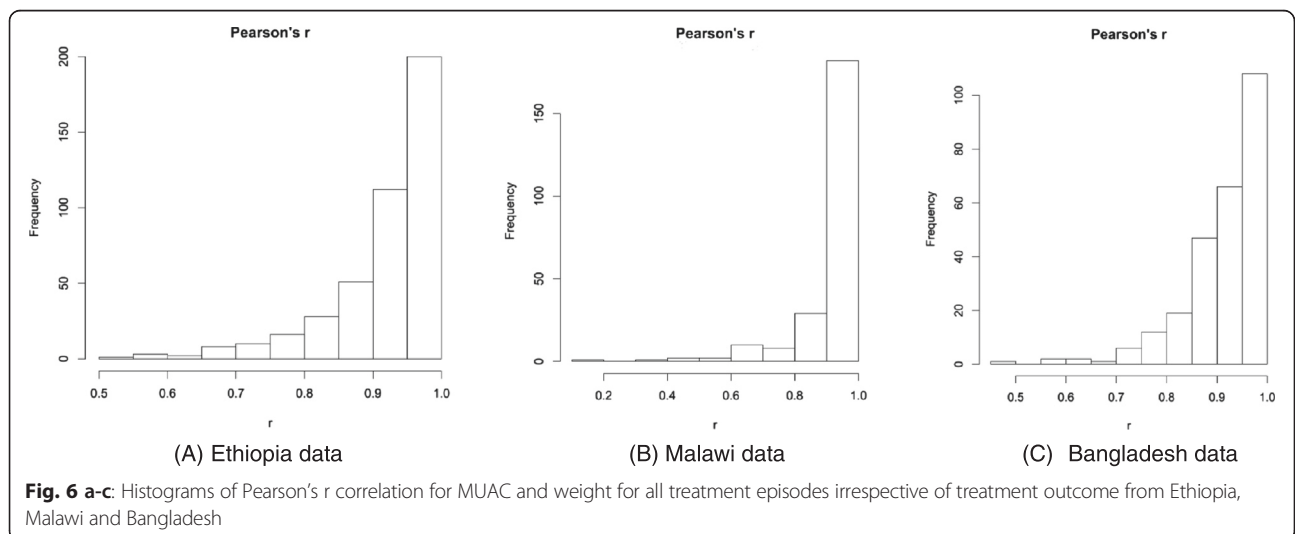 Pearson's r
Frequency
0
50
100
150
200
0.5 0.6 0.7 0.8 0.9 1.0
r
(A) Ethiopia data
Pearson's r
Frequency
0
50
100
150
0.2 0.4 0.6 0.8 1.0
r
(B) Malawi data
Pearson's r
Frequency
0
20
40
60
80
100
0.5 0.6 0.7 0.8 0.9 1.0
r
(C) Bangladesh data
Fig. 6 a-c: Histograms of Pearson’s r correlation for MUAC and weight for all treatment episodes irrespective of treatment outcome from Ethiopia,
Malawi and Bangladesh